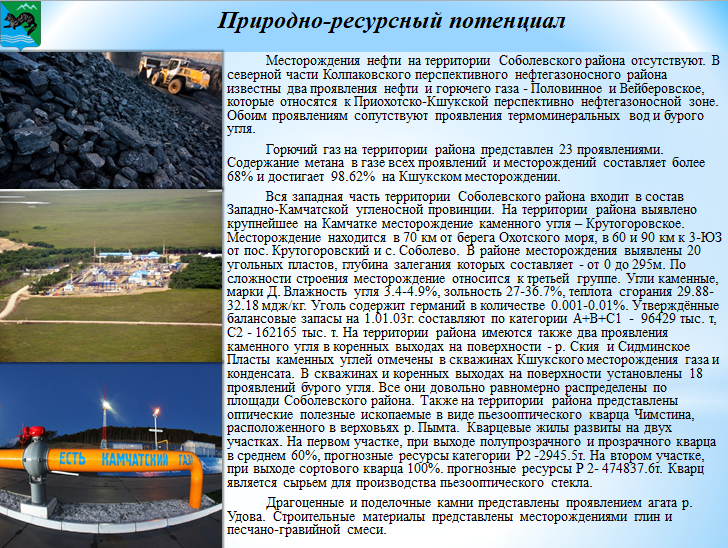 Природно-ресурсный потенциал
Месторождения нефти на территории Соболевского района отсутствуют. В
северной части Колпаковского перспективного нефтегазоносного района
известны два проявления нефти и горючего газа - Половинное и Вейберовское,
которые относятся к Приохотско-Кшукской перспективно нефтегазоносной зоне.
Обоим проявлениям сопутствуют проявления термоминеральных вод и бурого
угля.
Горючий газ на территории района представлен 23 проявлениями.
Содержание метана в газе всех проявлений и месторождений составляет более
68% и достигает 98.62% на Кшукском месторождении.
Вся западная часть территории Соболевского района входит в состав
Западно-Камчатской угленосной провинции. На территории района выявлено
крупнейшее на Камчатке месторождение каменного угля – Крутогоровское.
Месторождение находится в 70 км от берега Охотского моря, в 60 и 90 км к З-ЮЗ
от пос. Крутогоровский и с. Соболево. В районе месторождения выявлены 20
угольных пластов, глубина залегания которых составляет - от 0 до 295м. По
сложности строения месторождение относится к третьей группе. Угли каменные,
марки Д. Влажность угля 3.4-4.9%, зольность 27-36.7%, теплота сгорания 29.88-
32.18 мдж/кг. Уголь содержит германий в количестве 0.001-0.01%. Утверждённые
балансовые запасы на 1.01.03г. составляют по категории А+В+С1 - 96429 тыс. т,
С2 - 162165 тыс. т. На территории района имеются также два проявления
каменного угля в коренных выходах на поверхности - р. Ския и Сидминское
Пласты каменных углей отмечены в скважинах Кшукского месторождения газа и
конденсата. В скважинах и коренных выходах на поверхности установлены 18
проявлений бурого угля. Все они довольно равномерно распределены по
площади Соболевского района. Также на территории района представлены
оптические полезные ископаемые в виде пьезооптического кварца Чимстина,
расположенного в верховьях р. Пымта. Кварцевые жилы развиты на двух
участках. На первом участке, при выходе полупрозрачного и прозрачного кварца
в среднем 60%, прогнозные ресурсы категории Р2 -2945.5т. На втором участке,
при выходе сортового кварца 100%. прогнозные ресурсы Р 2- 474837.6т. Кварц
является сырьем для производства пьезооптического стекла.
Драгоценные и поделочные камни представлены проявлением агата р.
Удова. Строительные материалы представлены месторождениями глин и
песчано-гравийной смеси.
ЕСТЬ КАМЧАТСКИЙ ГАЗ!